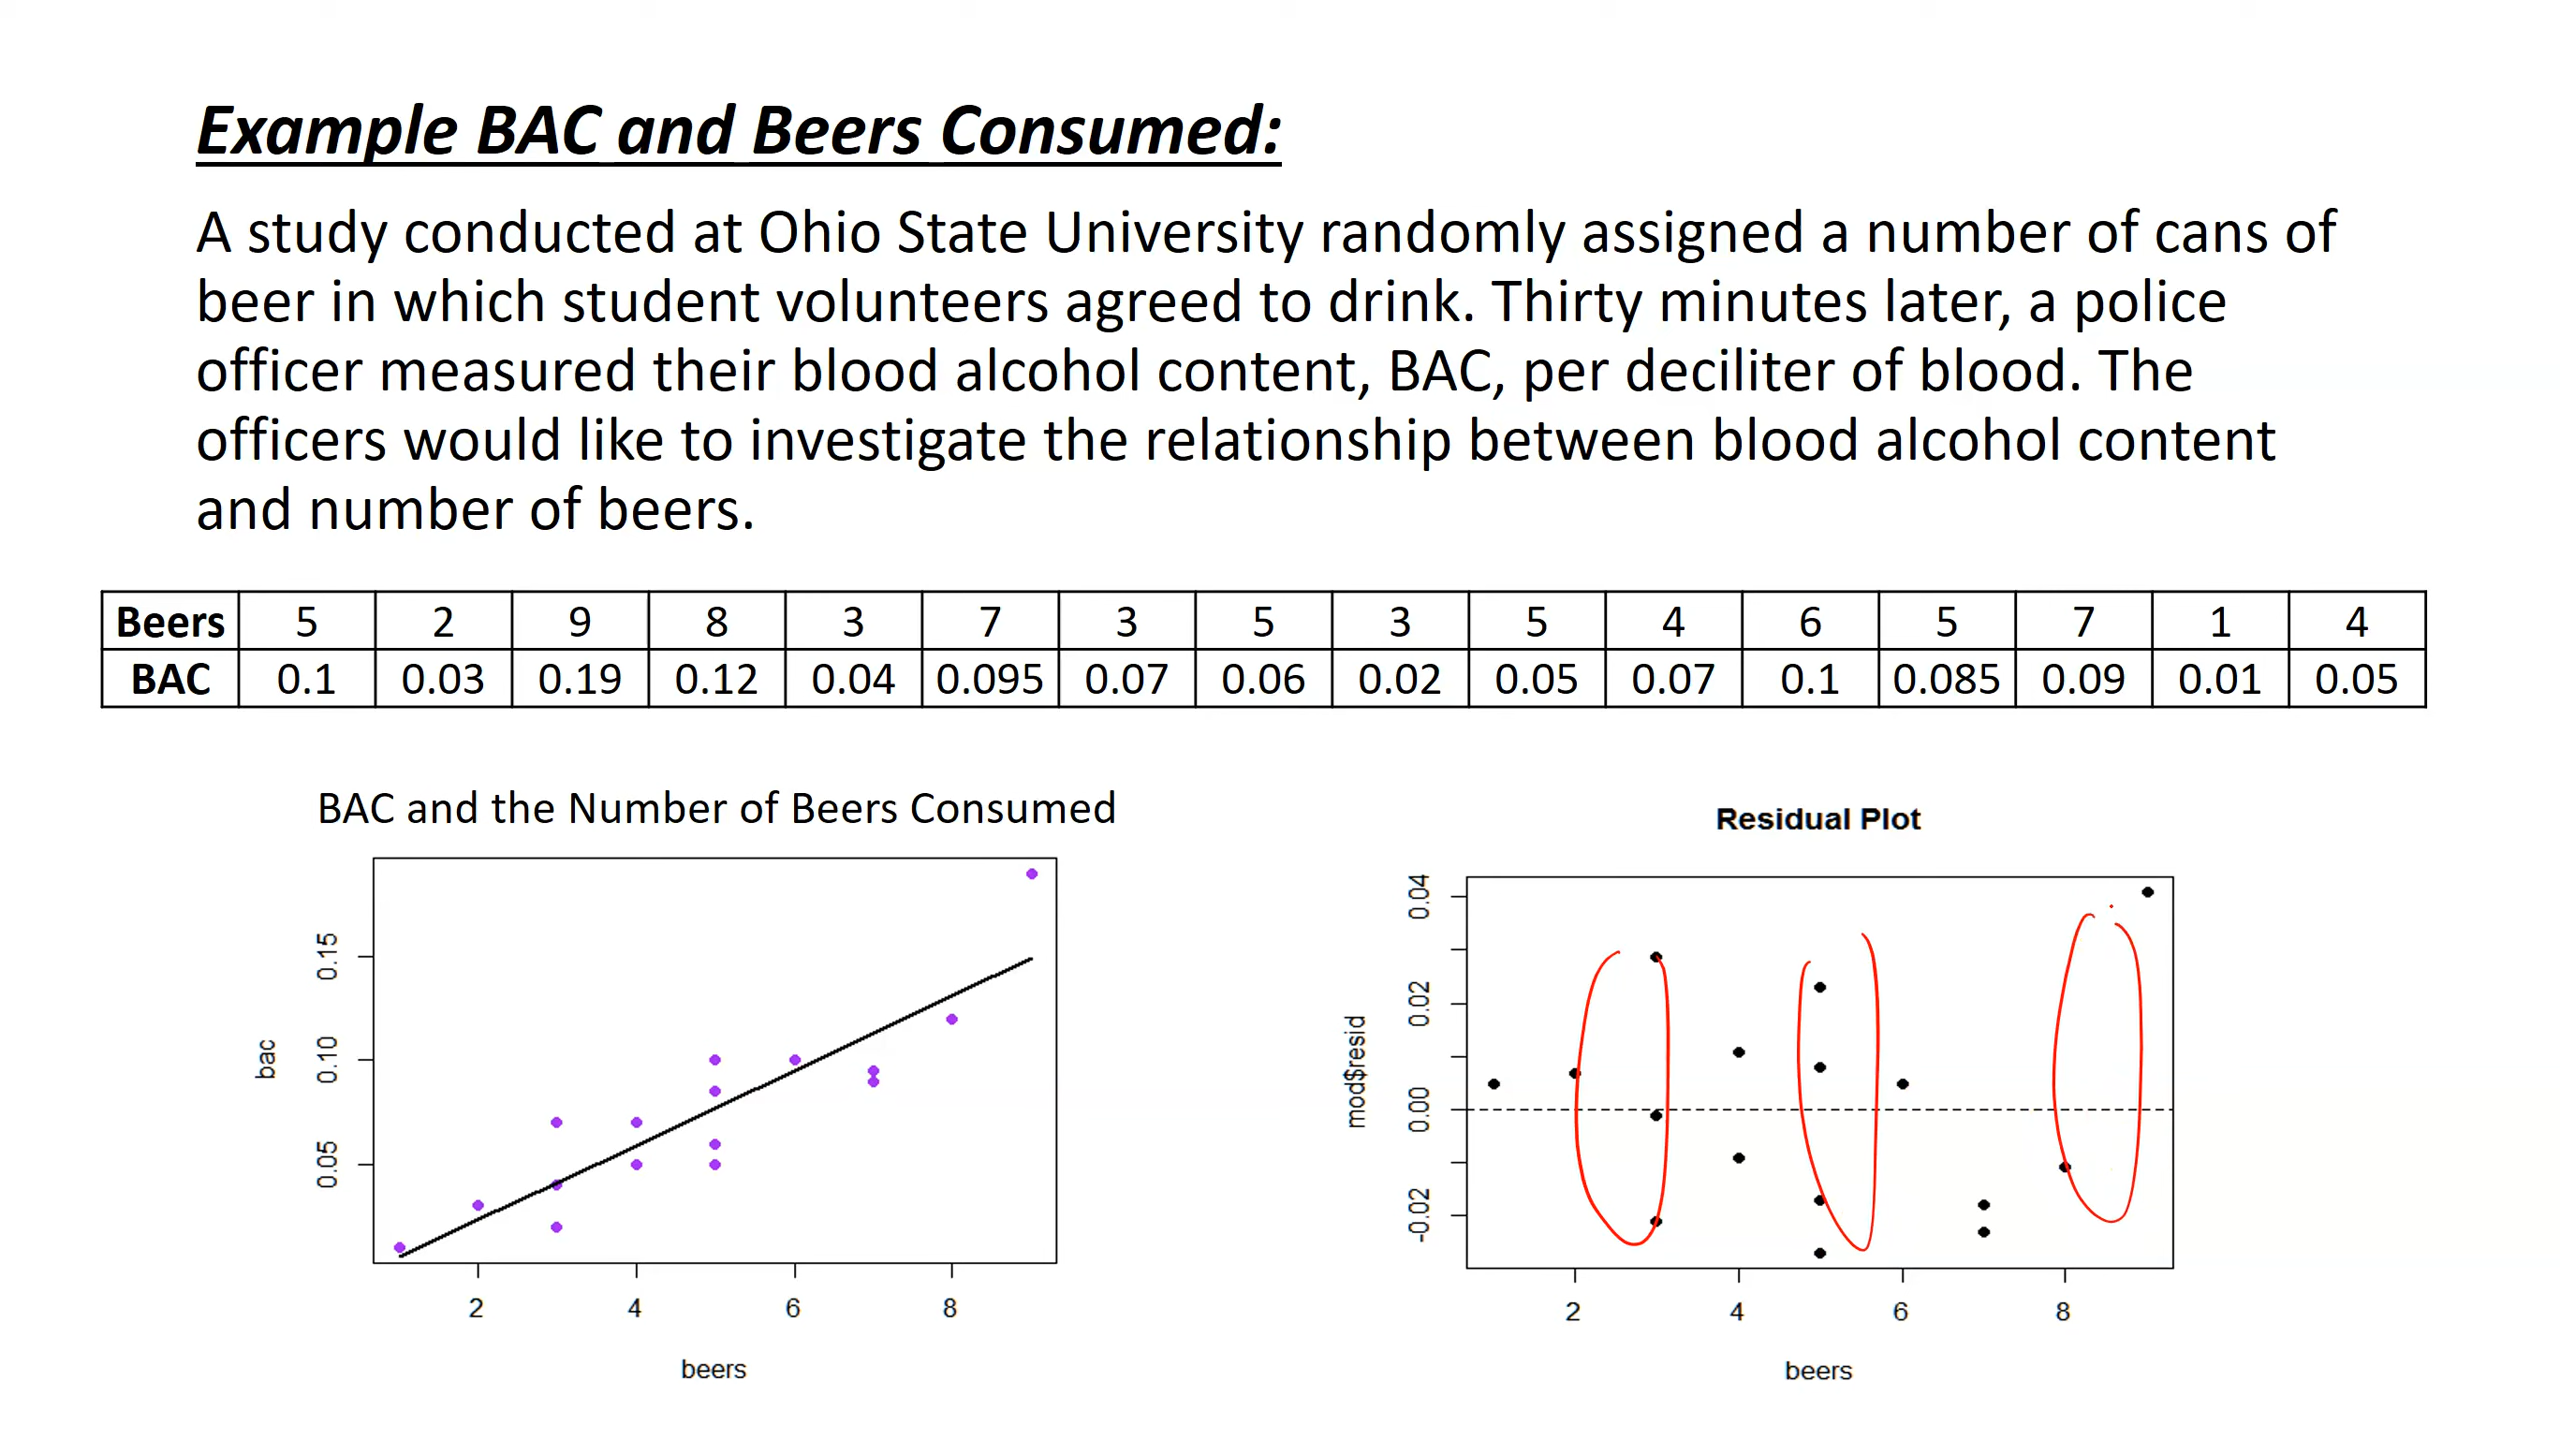 Example BAC and Beers Consumed:
A study conducted at Ohio State University randomly assigned a number of cans of
beer in which student volunteers agreed to drink. Thirty minutes later, a police
officer measured their blood alcohol content, BAC, per deciliter of blood. The
officers would like to investigate the relationship between blood alcohol content
and number of beers.
Beers 5 2 9 8 3 7 3 5 3 5 4 6 5 7 1 4
BAC 0.1 0.03 0.19 0.12 0.04 0.095 0.07 0.06 0.02 0.05 0.07 0.1 0.085 0.09 0.01 0.05
BAC and the Number of Beers Consumed
bac
0.15
0.10
0.05
2 4 6 8
beers
Residual Plot
mod$resid
0.04
0.02
0.00
-0.02
2 4 6 8
beers